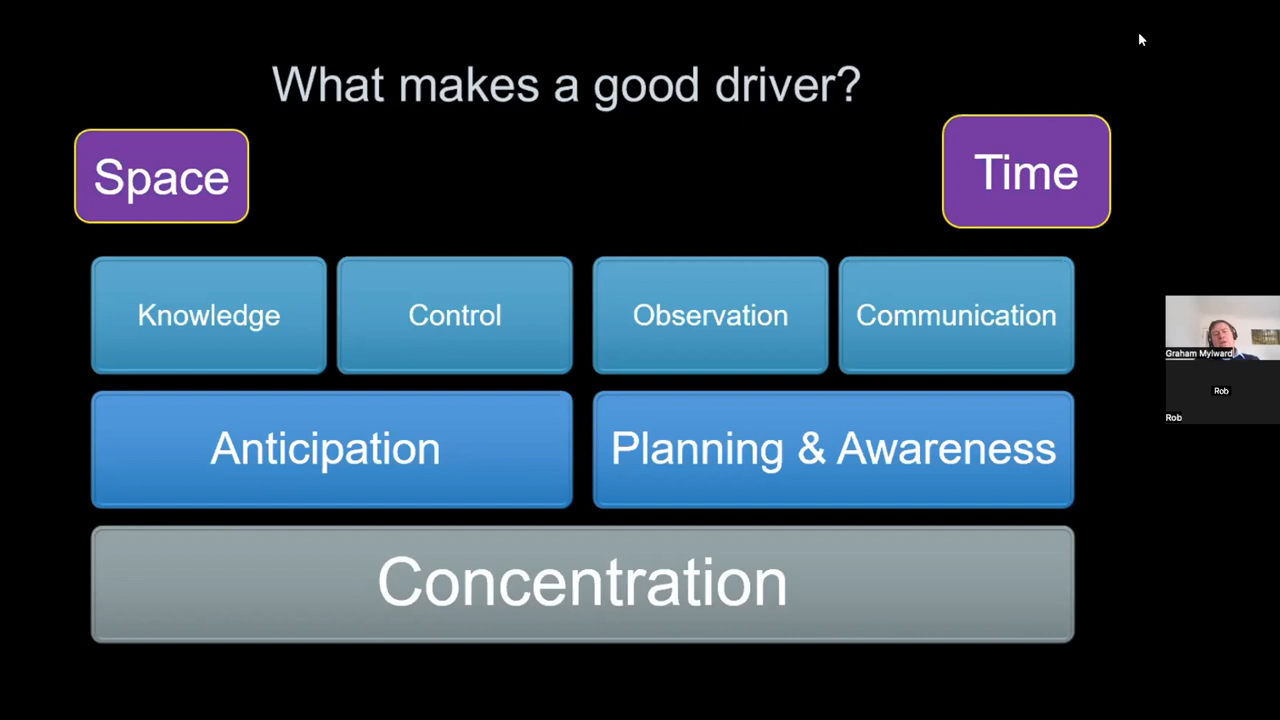 What makes a good driver?
Space
Time
Knowledge
Control
Observation
Communication
Anticipation
Planning & Awareness
Concentration
Graham Mylward
Rob
Rob